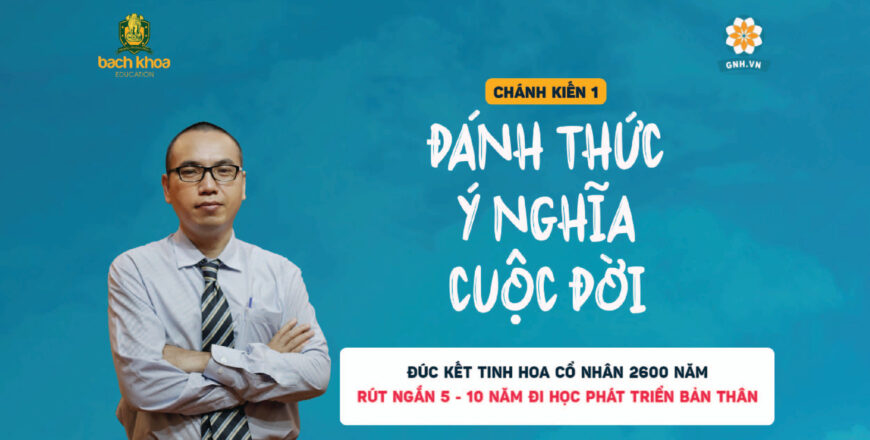 bach khoa
EDUCATION
GNH.VN
CHÁNH KIẾN 1
ĐÁNH THỨC
Ý NGHĨA
CUỘC ĐỜI
ĐÚC KẾT TINH HOA CỔ NHÂN 2600 NĂM
RÚT NGẮN 5 - 10 NĂM ĐI HỌC PHÁT TRIỂN BẢN THÂN